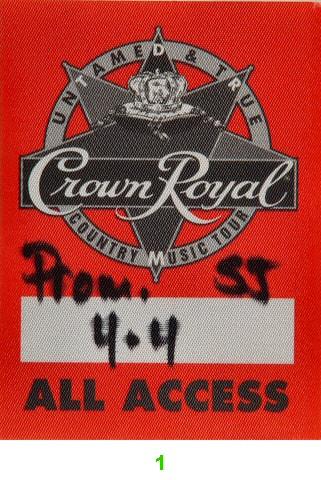 UNTAMED & TRUE
Crown Royal
COUNTRY MUSIC TOUR
Prom. SJ
4.4
ALL ACCESS
1